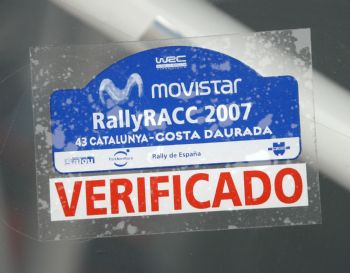 WRC
movistar
RallyRACC 2007
43 CATALUNYA-COSTA DAURADA
Rally de España
VERIFICADO